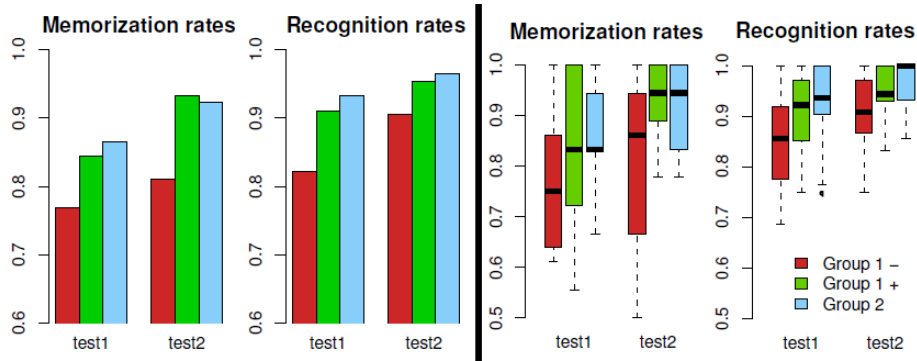 Memorization rates
1.0
0.9
0.8
0.7
0.6
test1 test2
Recognition rates
1.0
0.9
0.8
0.7
0.6
test1 test2
Memorization rates
1.0
0.9
0.8
0.7
0.6
0.5
test1 test2
Recognition rates
1.0
0.9
0.8
0.7
0.6
0.5
Group 1 −
Group 1 +
Group 2
test1 test2